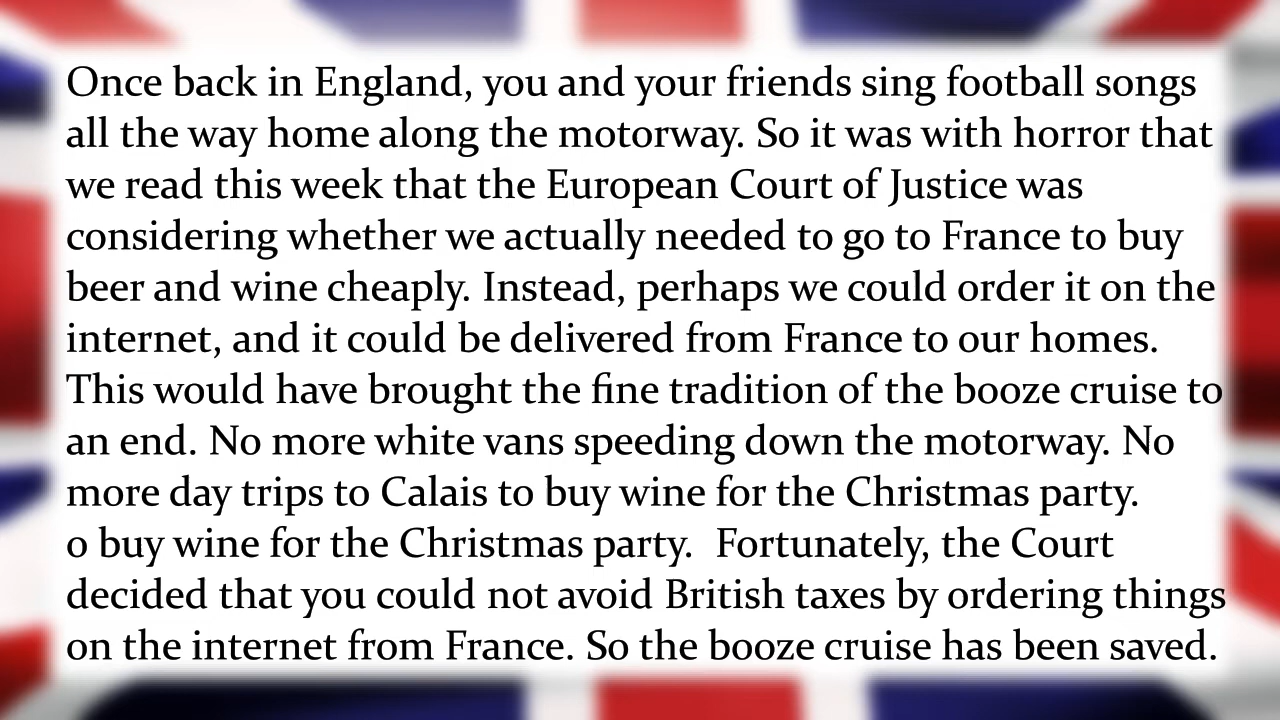 Once back in England, you and your friends sing football songs
all the way home along the motorway. So it was with horror that
we read this week that the European Court of Justice was
considering whether we actually needed to go to France to buy
beer and wine cheaply. Instead, perhaps we could order it on the
internet, and it could be delivered from France to our homes.
This would have brought the fine tradition of the booze cruise to
an end. No more white vans speeding down the motorway. No
more day trips to Calais to buy wine for the Christmas party.
o buy wine for the Christmas party.  Fortunately, the Court
decided that you could not avoid British taxes by ordering things
on the internet from France. So the booze cruise has been saved.